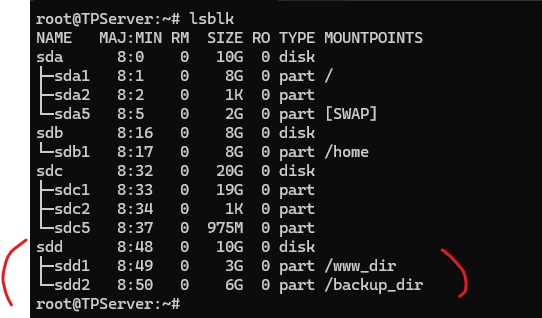 root@TPServer:~# lsblk
NAME   MAJ:MIN RM  SIZE RO TYPE MOUNTPOINTS
sda      8:0    0   10G  0 disk
├─sda1   8:1    0    8G  0 part /
├─sda2   8:2    0    1K  0 part
└─sda5   8:5    0    2G  0 part [SWAP]
sdb      8:16   0    8G  0 disk
└─sdb1   8:17   0    8G  0 part /home
sdc      8:32   0   20G  0 disk
├─sdc1   8:33   0   19G  0 part
├─sdc2   8:34   0    1K  0 part
└─sdc5   8:37   0  975M  0 part
sdd      8:48   0   10G  0 disk
├─sdd1   8:49   0    3G  0 part /www_dir
└─sdd2   8:50   0    6G  0 part /backup_dir
root@TPServer:~#